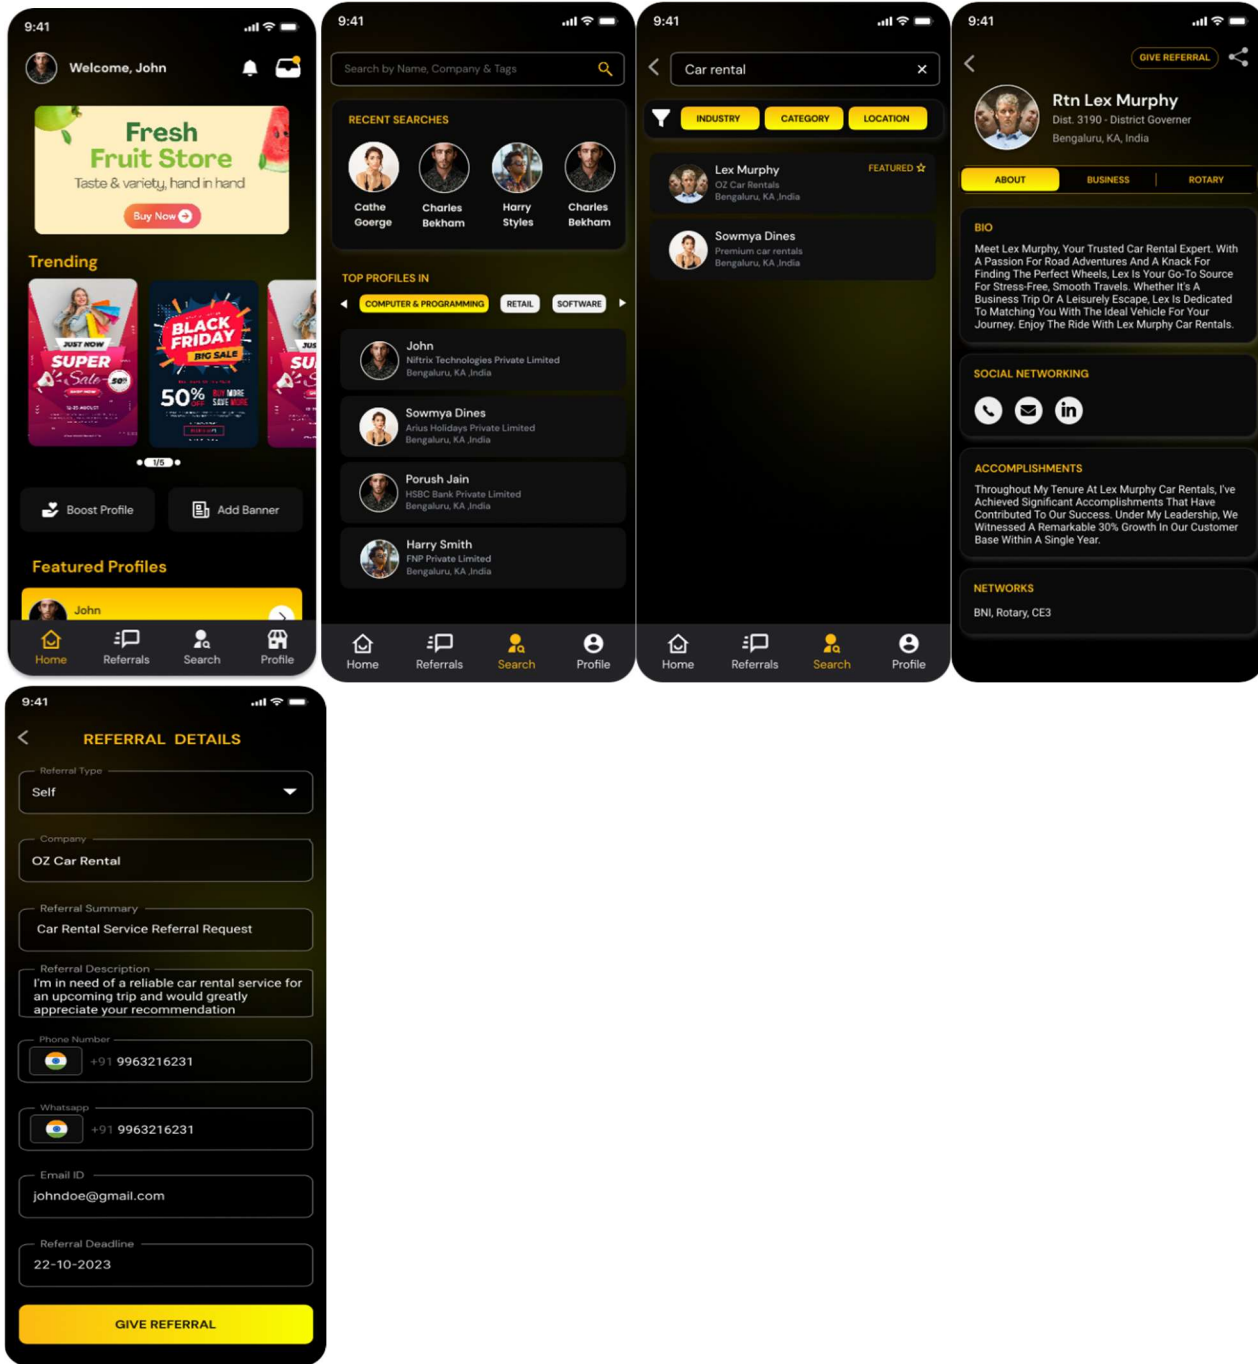 9:41
Welcome, John
Fresh
Fruit Store
Taste & variety, hand in hand
Buy Now
Trending
JUST NOW
SUPER
Sale
50%
SHOP NOW
12-25 AUGUST
BLACK
FRIDAY
BIG SALE
50% OFF
BUY MORE
SAVE MORE
JUS
SU
1/5
Boost Profile
Add Banner
Featured Profiles
John
Home
Referrals
Search
Profile
9:41
Search by Name, Company & Tags
RECENT SEARCHES
Cathe Goerge
Charles Bekham
Harry Styles
Charles Bekham
TOP PROFILES IN
COMPUTER & PROGRAMMING
RETAIL
SOFTWARE
John
Niftrix Technologies Private Limited
Bengaluru, KA ,India
Sowmya Dines
Arius Holidays Private Limited
Bengaluru, KA ,India
Porush Jain
HSBC Bank Private Limited
Bengaluru, KA ,India
Harry Smith
FNP Private Limited
Bengaluru, KA ,India
Home
Referrals
Search
Profile
9:41
Car rental
INDUSTRY
CATEGORY
LOCATION
Lex Murphy
FEATURED
OZ Car Rentals
Bengaluru, KA ,India
Sowmya Dines
Premium car rentals
Bengaluru, KA ,India
Home
Referrals
Search
Profile
9:41
GIVE REFERRAL
Rtn Lex Murphy
Dist. 3190 - District Governer
Bengaluru, KA, India
ABOUT
BUSINESS
ROTARY
BIO
Meet Lex Murphy, Your Trusted Car Rental Expert. With
A Passion For Road Adventures And A Knack For
Finding The Perfect Wheels, Lex Is Your Go-To Source
For Stress-Free, Smooth Travels. Whether It's A
Business Trip Or A Leisurely Escape, Lex Is Dedicated
To Matching You With The Ideal Vehicle For Your
Journey. Enjoy The Ride With Lex Murphy Car Rentals.
SOCIAL NETWORKING
in
ACCOMPLISHMENTS
Throughout My Tenure At Lex Murphy Car Rentals, I've
Achieved Significant Accomplishments That Have
Contributed To Our Success. Under My Leadership, We
Witnessed A Remarkable 30% Growth In Our Customer
Base Within A Single Year.
NETWORKS
BNI, Rotary, CE3
9:41
REFERRAL DETAILS
Referral Type
Self
Company
OZ Car Rental
Referral Summary
Car Rental Service Referral Request
Referral Description
I'm in need of a reliable car rental service for
an upcoming trip and would greatly
appreciate your recommendation
Phone Number
+91 9963216231
Whatsapp
+91 9963216231
Email ID
johndoe@gmail.com
Referral Deadline
22-10-2023
GIVE REFERRAL